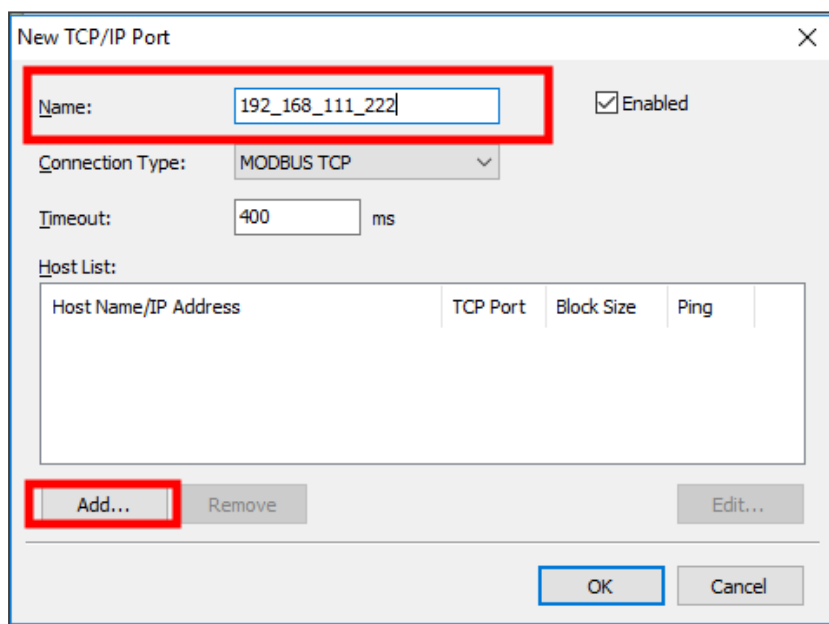 New TCP/IP Port
Name: 192_168_111_222 Enabled
Connection Type: MODBUS TCP
Timeout: 400 ms
Host List:
Host Name/IP Address TCP Port Block Size Ping
Add... Remove Edit...
OK Cancel